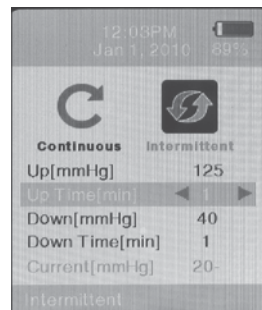 12:03PM
Jan 1, 2010 89%
Continuous Intermittent
Up[mmHg] 125
Up Time[min] 1
Down[mmHg] 40
Down Time[min] 1
Current[mmHg] 20-
Intermittent